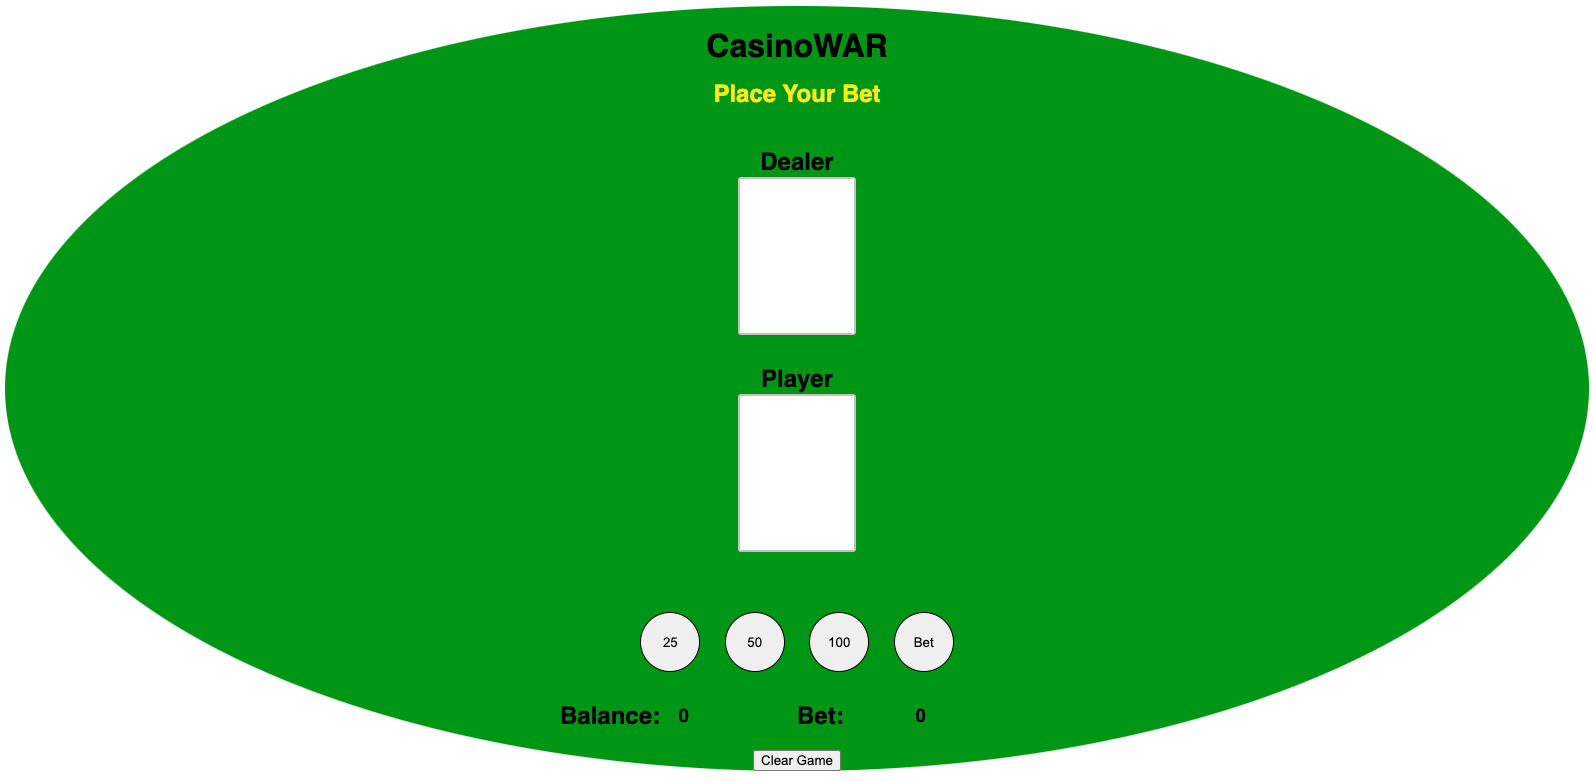 CasinoWAR
Place Your Bet
Dealer
Player
25 50 100 Bet
Balance: 0 Bet: 0
Clear Game